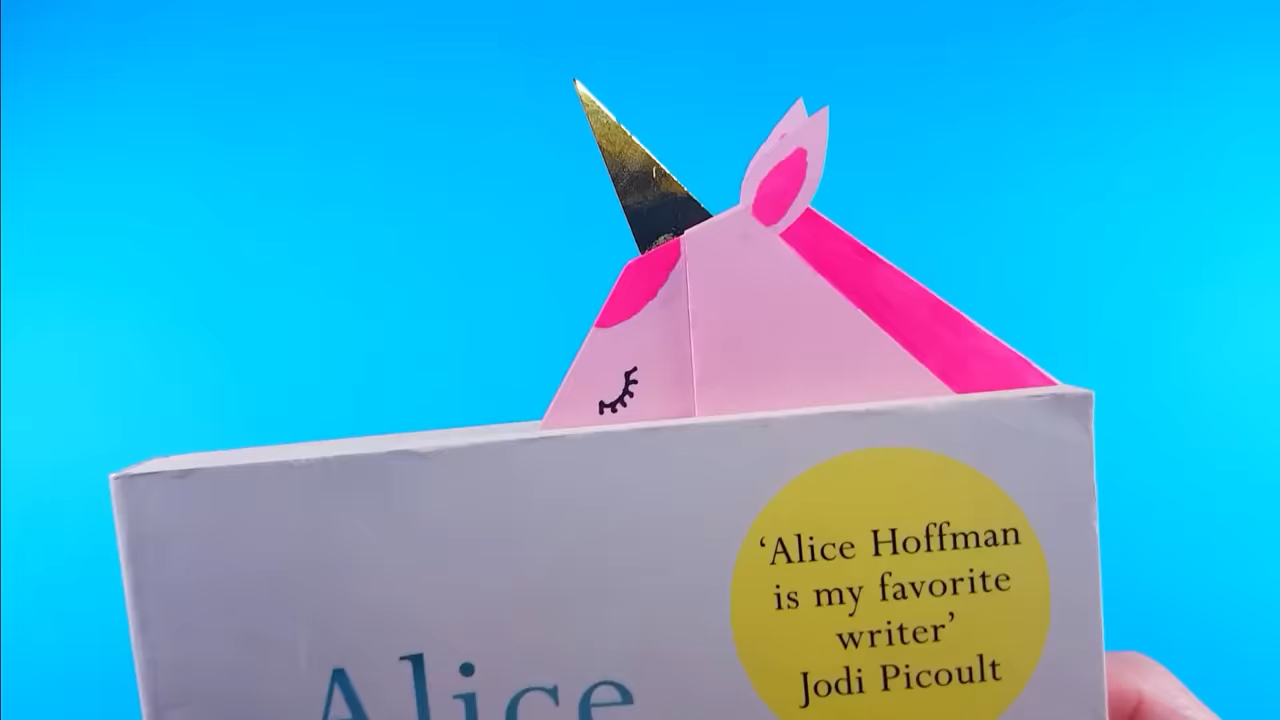 ‘Alice Hoffman
is my favorite
writer’
Jodi Picoult
Alice